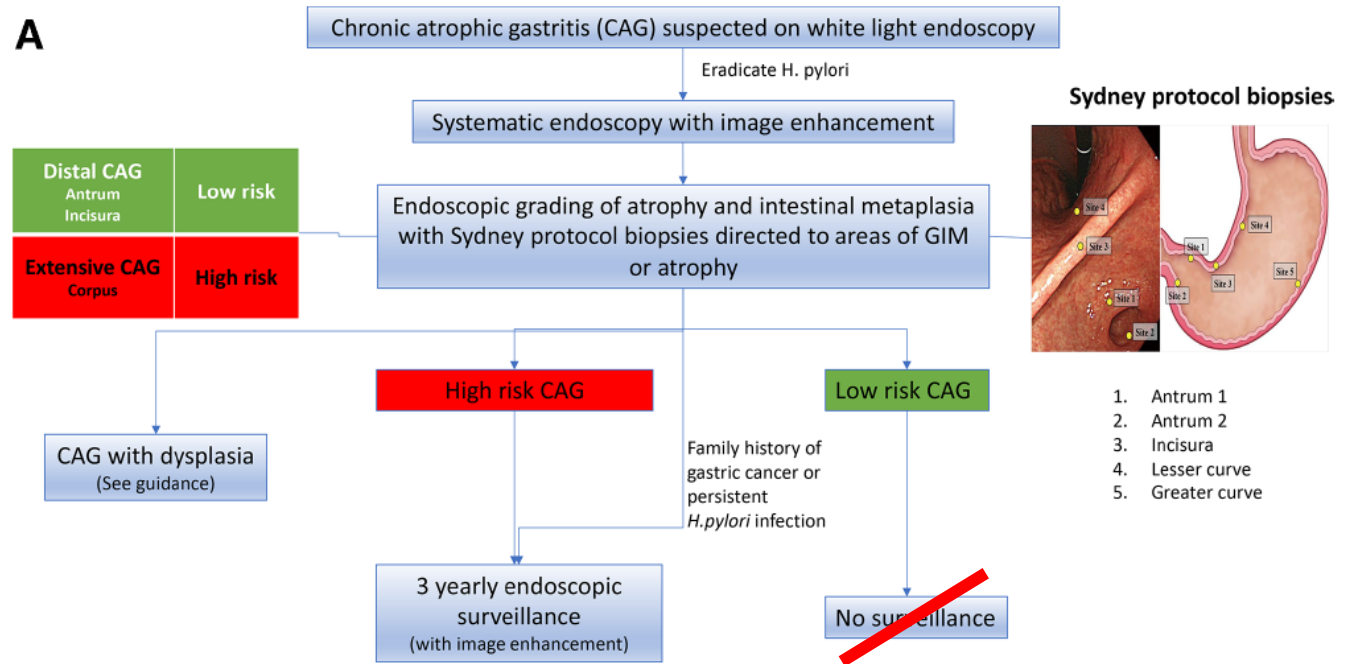 A
Chronic atrophic gastritis (CAG) suspected on white light endoscopy
Eradicate H. pylori
Systematic endoscopy with image enhancement
Sydney protocol biopsies
Distal CAG
Antrum
Incisura
Low risk
Extensive CAG
Corpus
High risk
Endoscopic grading of atrophy and intestinal metaplasia
with Sydney protocol biopsies directed to areas of GIM
or atrophy
Site 4
Site 3
Site 1
Site 2
Site 4
Site 1
Site 3
Site 5
Site 2
High risk CAG
Low risk CAG
1. Antrum 1
2. Antrum 2
3. Incisura
4. Lesser curve
5. Greater curve
CAG with dysplasia
(See guidance)
Family history of
gastric cancer or
persistent
H.pylori infection
3 yearly endoscopic
surveillance
(with image enhancement)
No surveillance